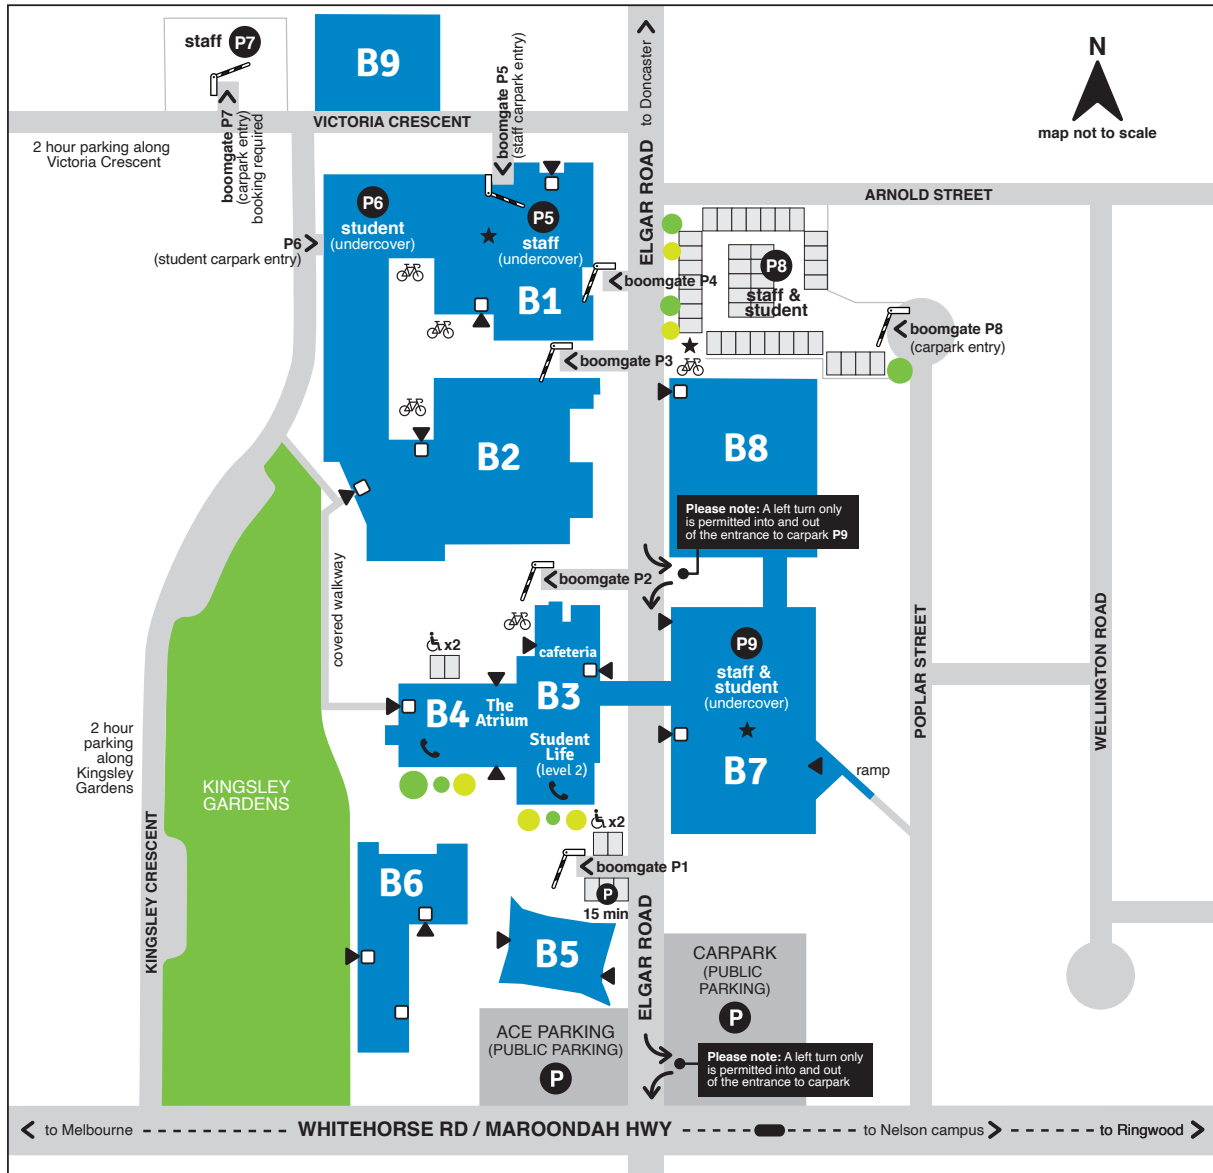 staff P7
B9
boomgate P7
(carpark entry)
booking required
boomgate P5
(staff carpark entry)
to Doncaster
N
map not to scale
VICTORIA CRESCENT
2 hour parking along
Victoria Crescent
ELGAR ROAD
ARNOLD STREET
P6
student
(undercover)
P5
staff
(undercover)
P6
(student carpark entry)
B1
boomgate P4
P8
staff &
student
boomgate P8
(carpark entry)
boomgate P3
B2
B8
Please note: A left turn only
is permitted into and out
of the entrance to carpark P9
boomgate P2
covered walkway
x2
cafeteria
B3
B4
The
Atrium
Student
Life
(level 2)
P9
staff &
student
(undercover)
B7
ramp
POPLAR STREET
WELLINGTON ROAD
2 hour
parking
along
Kingsley
Gardens
KINGSLEY
GARDENS
KINGSLEY CRESCENT
x2
boomgate P1
P
15 min
B6
B5
ELGAR ROAD
CARPARK
(PUBLIC
PARKING)
P
ACE PARKING
(PUBLIC PARKING)
P
Please note: A left turn only
is permitted into and out
of the entrance to carpark
to Melbourne
WHITEHORSE RD / MAROONDAH HWY
to Nelson campus
to Ringwood